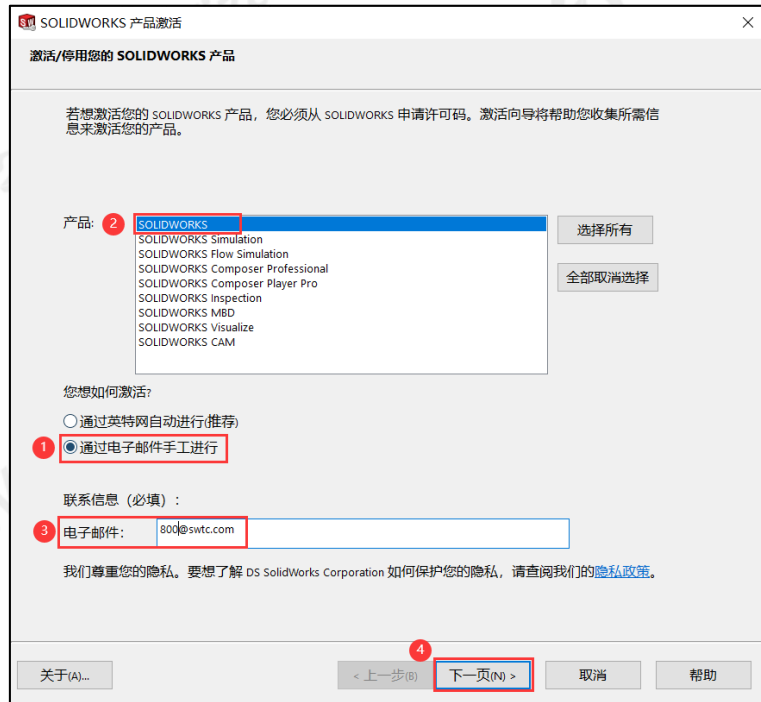 SOLIDWORKS 产品激活
激活/停用您的 SOLIDWORKS 产品
若想激活您的 SOLIDWORKS 产品，您必须从 SOLIDWORKS 申请许可码。激活向导将帮助您收集所需信
息来激活您的产品。
产品: 2 SOLIDWORKS 选择所有
SOLIDWORKS Simulation
SOLIDWORKS Flow Simulation
SOLIDWORKS Composer Professional 全部取消选择
SOLIDWORKS Composer Player Pro
SOLIDWORKS Inspection
SOLIDWORKS MBD
SOLIDWORKS Visualize
SOLIDWORKS CAM
您想如何激活?
通过英特网自动进行(推荐)
1 通过电子邮件手工进行
联系信息（必填）:
3 电子邮件: 800@swtc.com
我们尊重您的隐私。要想了解 DS SolidWorks Corporation 如何保护您的隐私，请查阅我们的隐私政策。
4
关于(A)... < 上一步(B) 下一页(N) > 取消 帮助